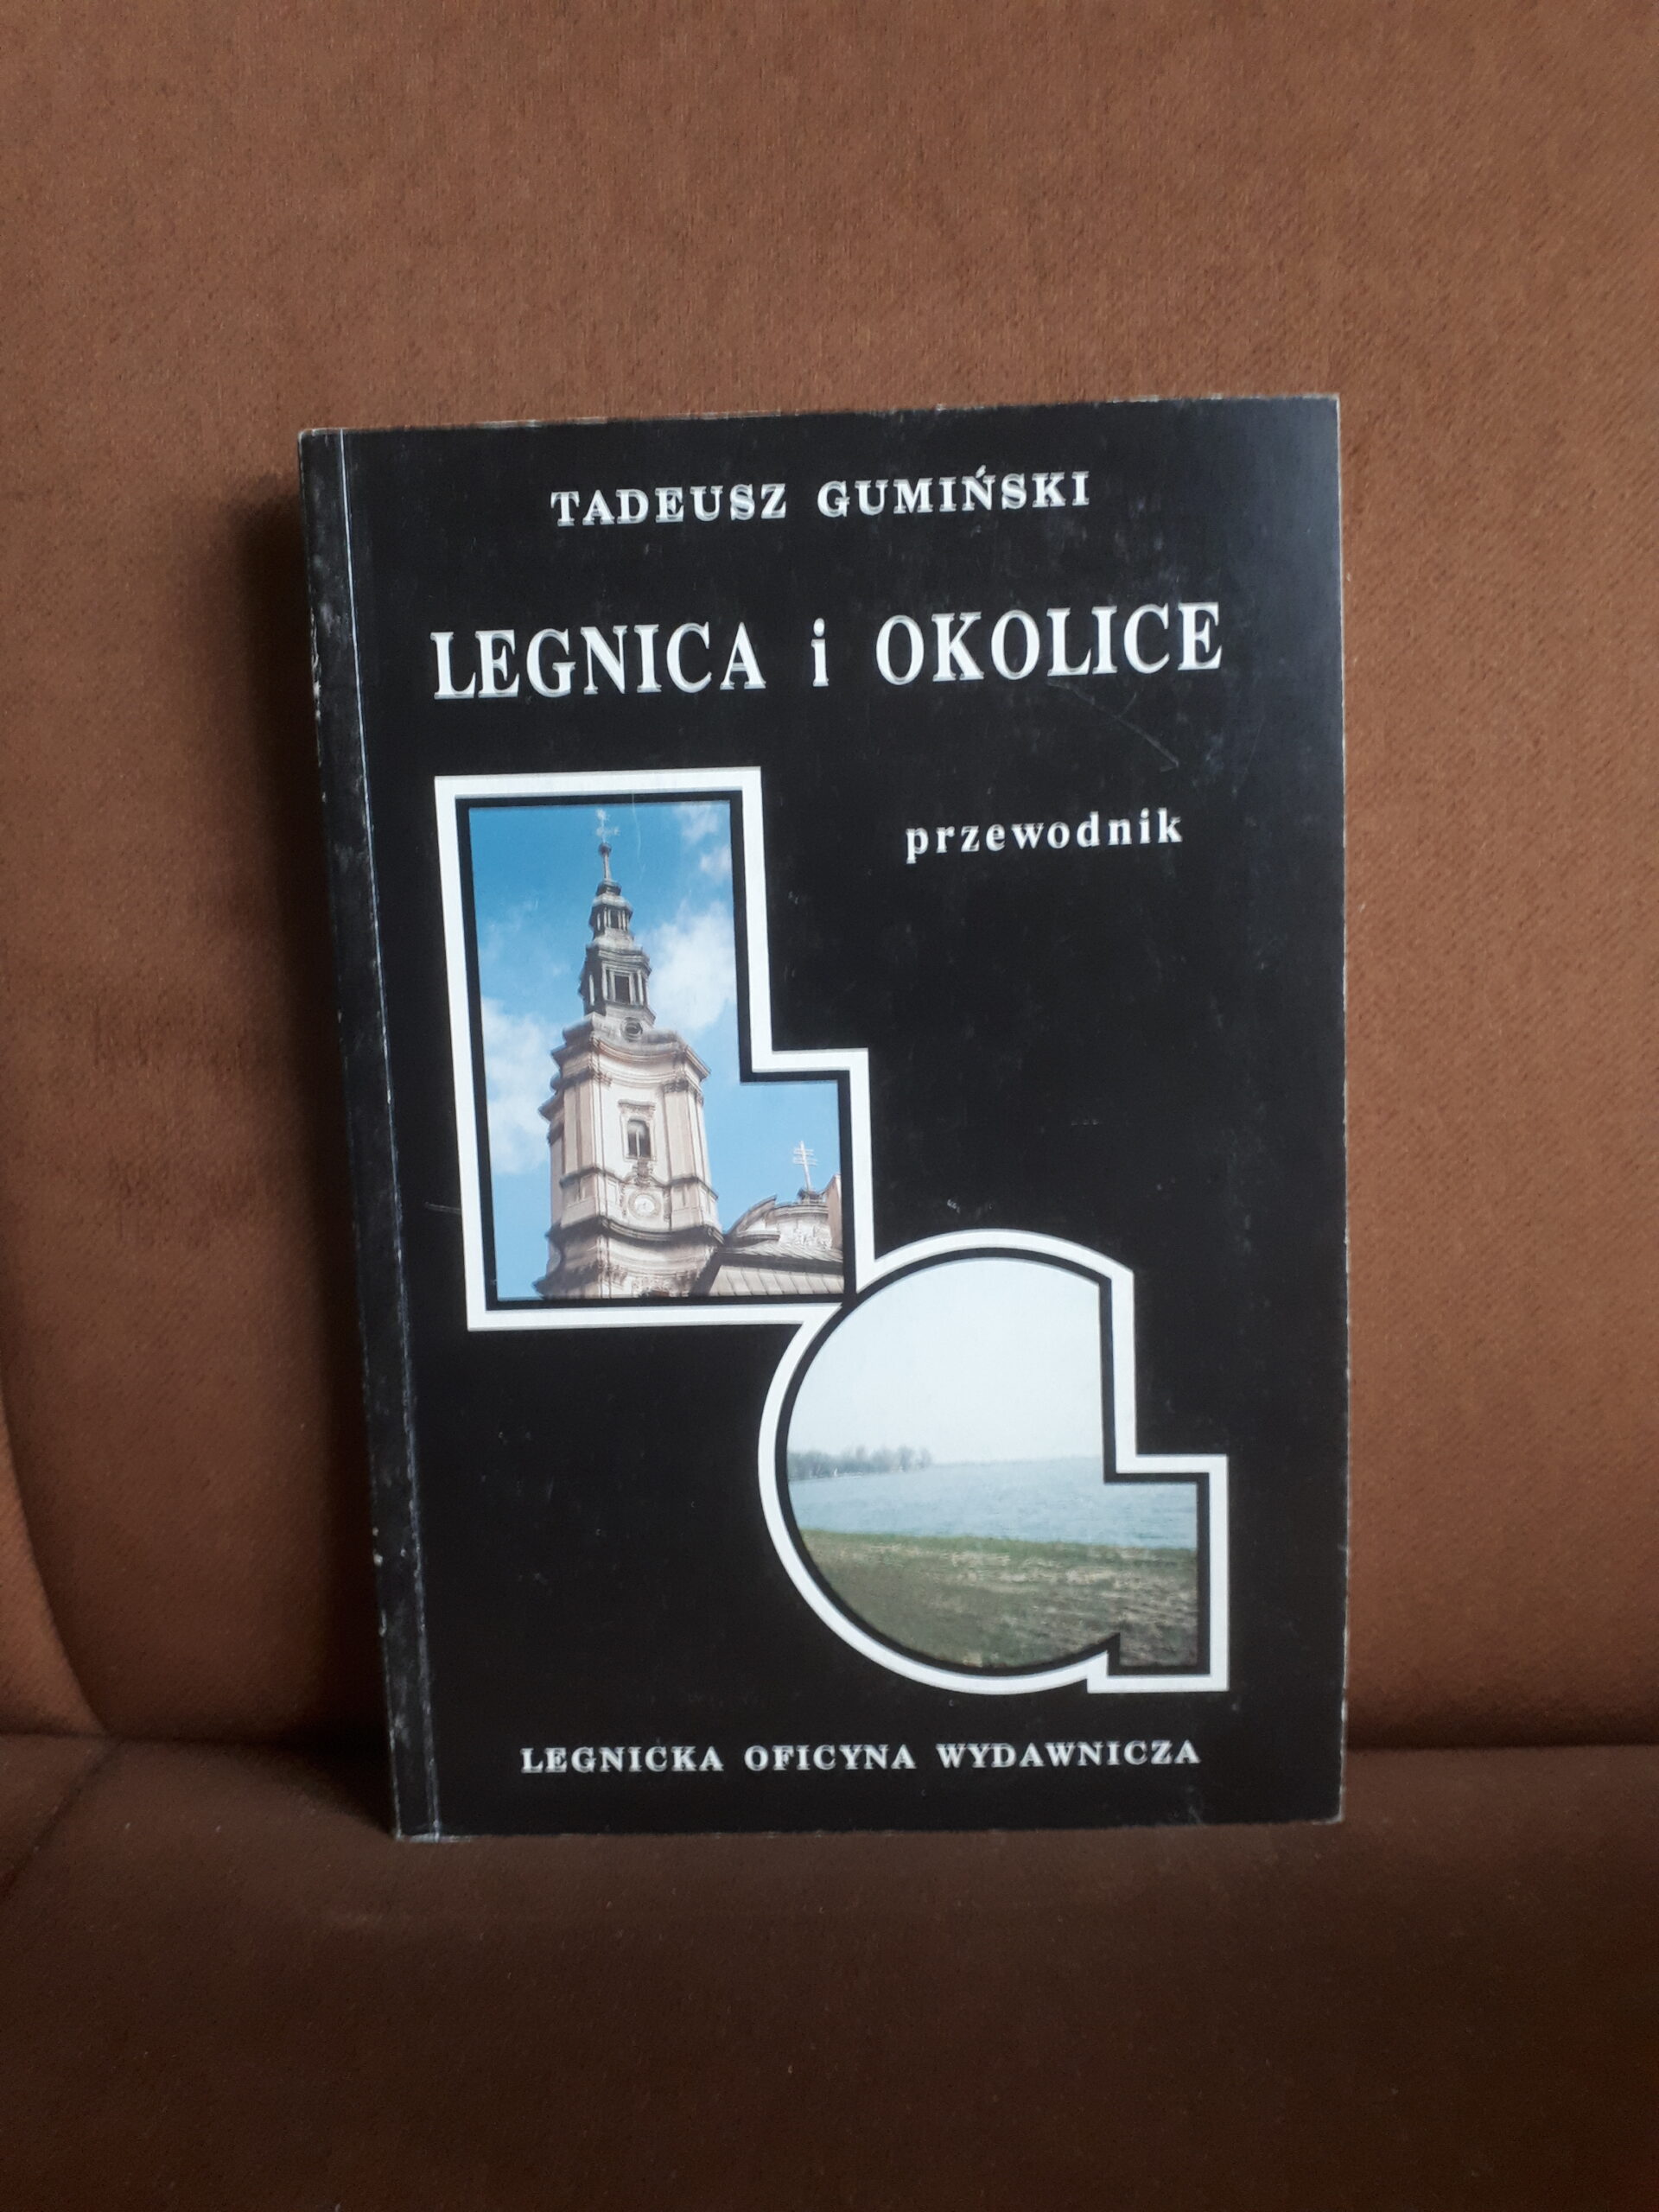 TADEUSZ GUMIŃSKI
LEGNICA i OKOLICE
przewodnik
LEGNICKA OFICYNA WYDAWNICZA